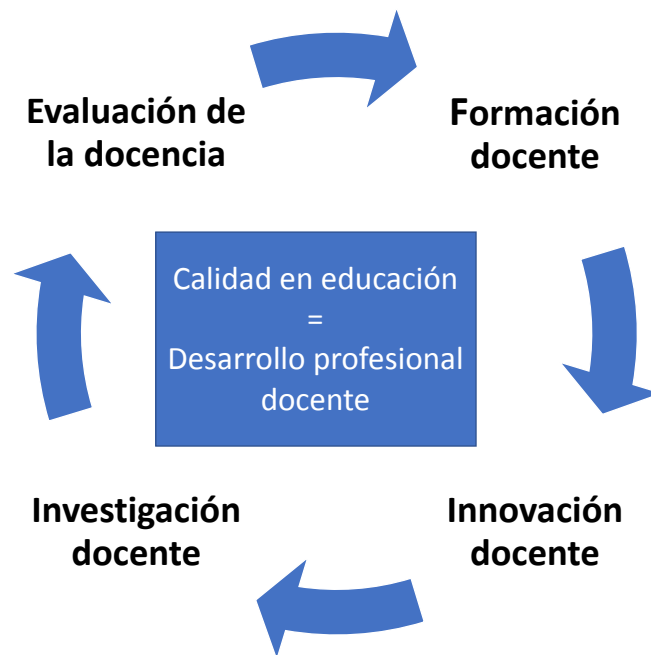 Evaluación de
la docencia
Formación
docente
Calidad en educación
=
Desarrollo profesional
docente
Investigación
docente
Innovación
docente